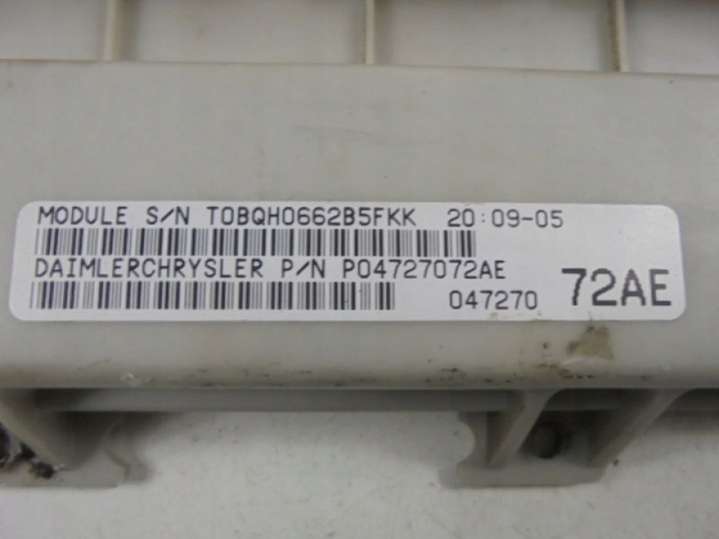 MODULE S/N T0BQH0662B5FKK 20:09-05
DAIMLERCHRYSLER P/N P04727072AE
047270 72AE